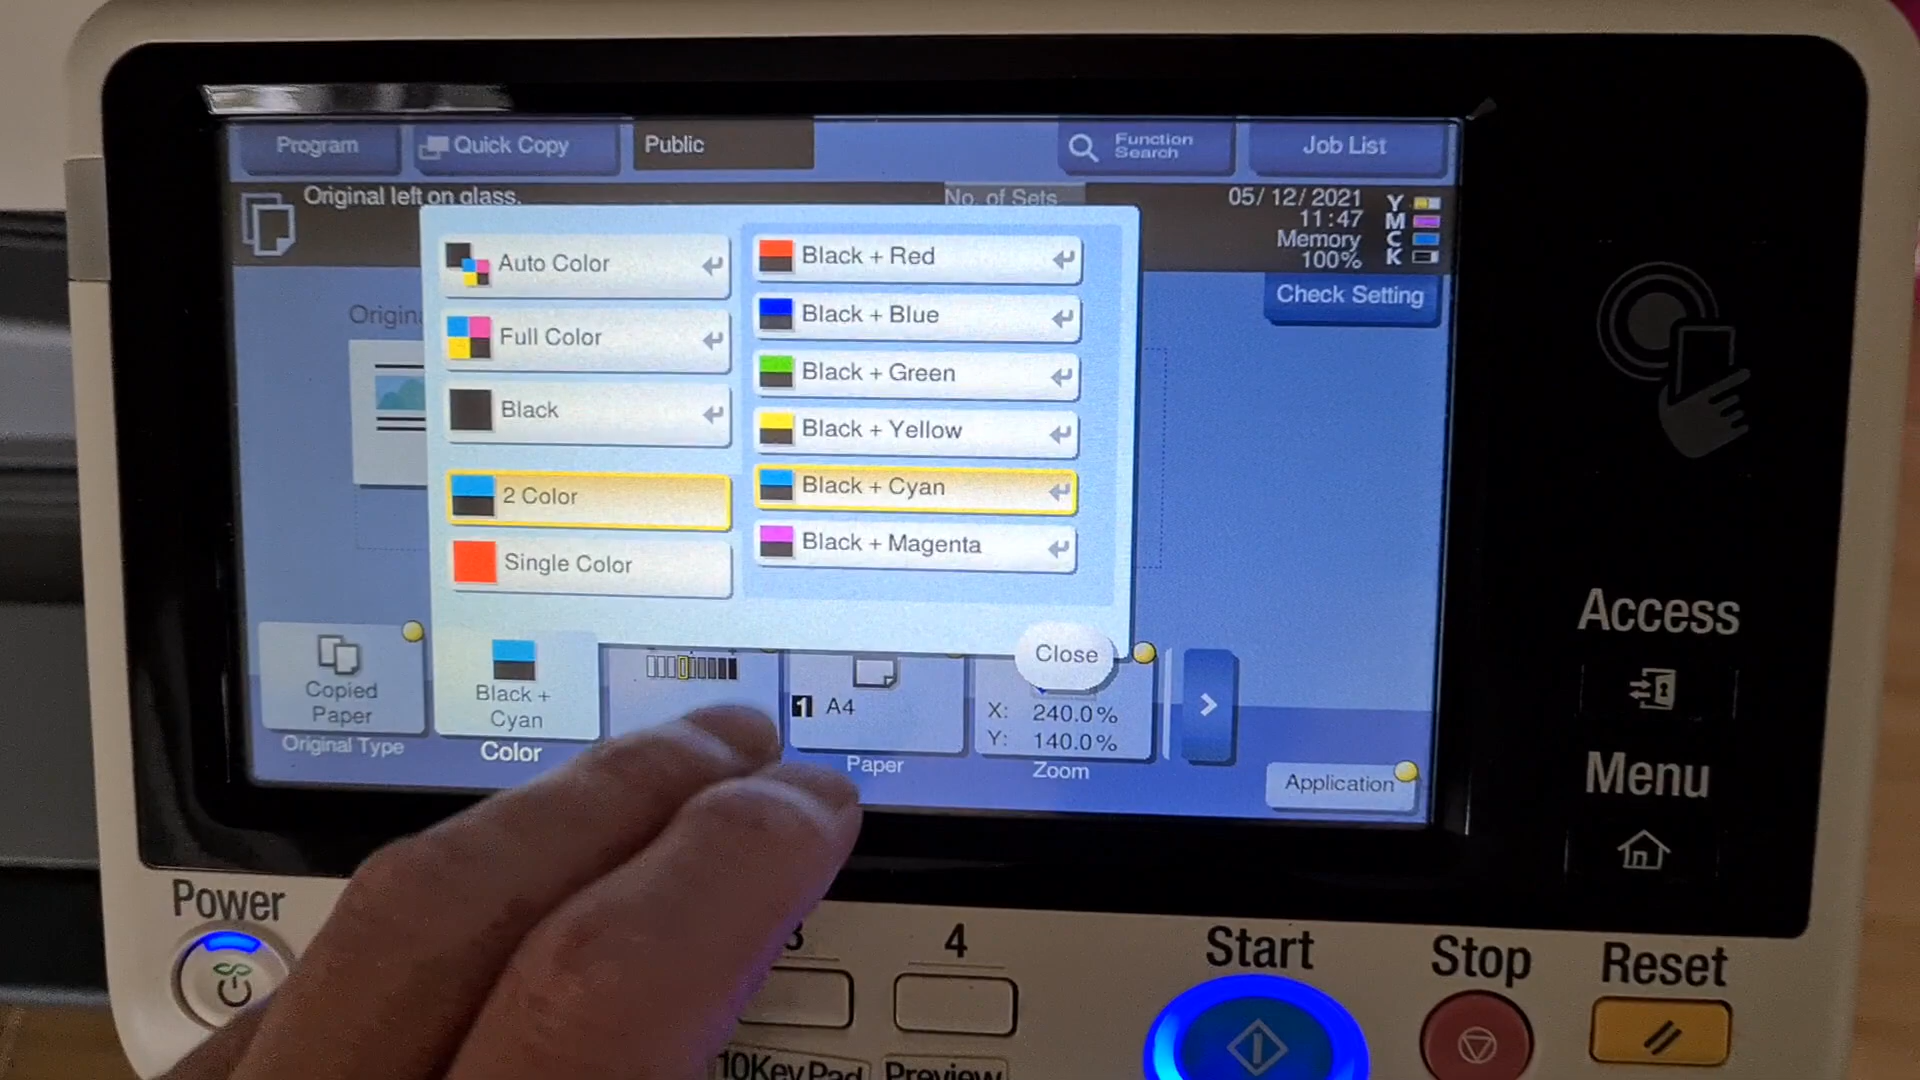 Program
Quick Copy
Public
Function
Search
Job List
Original left on glass.
No. of Sets
05/12/2021
11:47
Memory
100%
Y
M
C
K
Check Setting
Auto Color
Full Color
Black
2 Color
Single Color
Black + Red
Black + Blue
Black + Green
Black + Yellow
Black + Cyan
Black + Magenta
Close
Copied
Paper
Original Type
Black +
Cyan
Color
1 A4
Paper
X: 240.0%
Y: 140.0%
Zoom
Application
Access
Menu
Power
3
4
Start
Stop
Reset
10KeyPad
Preview